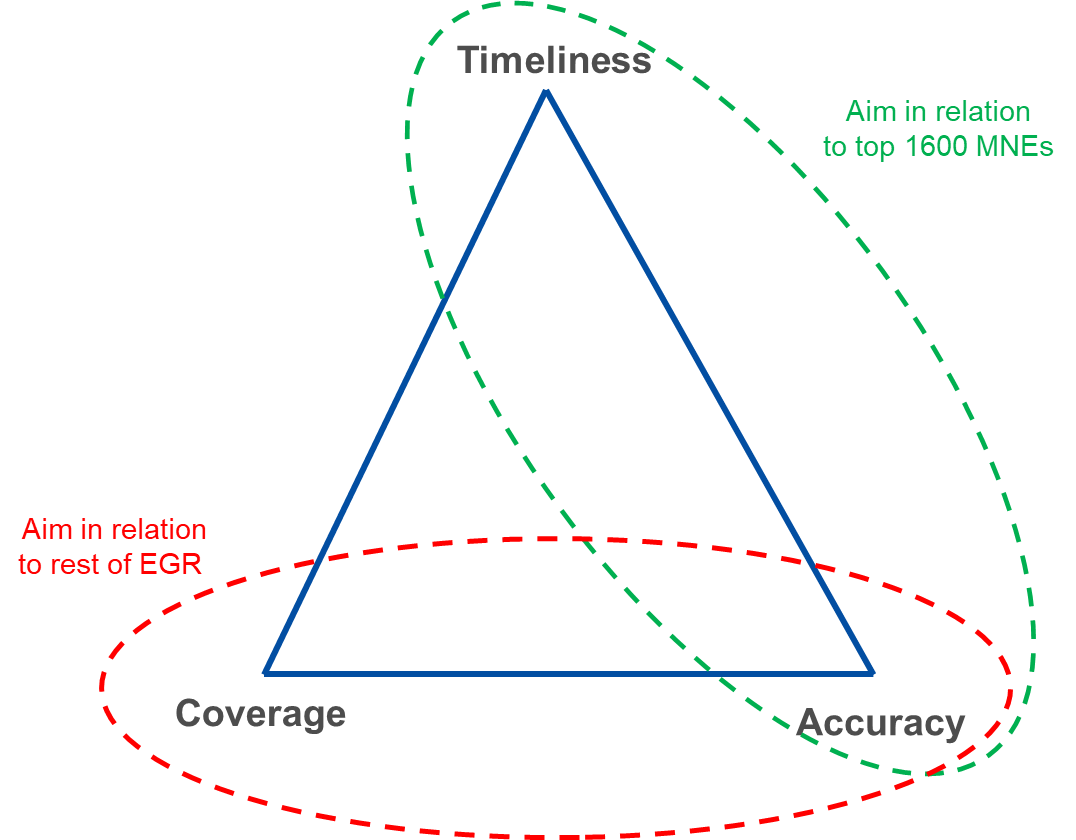 Timeliness
Aim in relation
to top 1600 MNEs
Aim in relation
to rest of EGR
Coverage
Accuracy